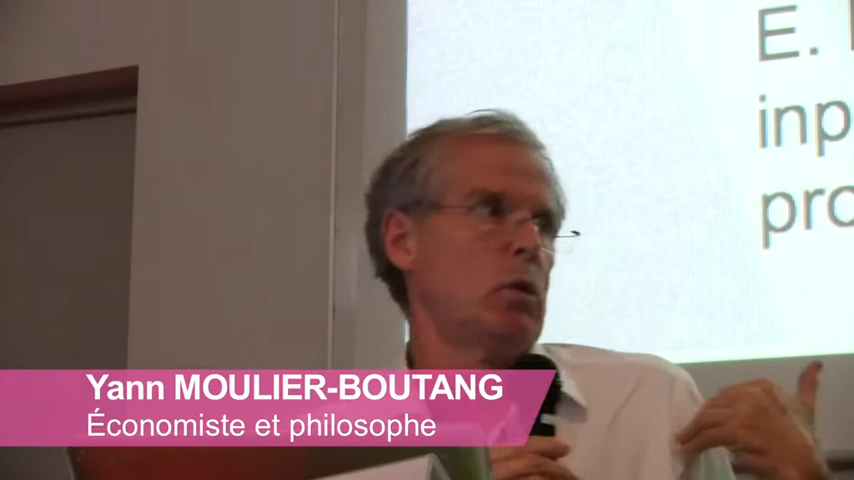 E.
inp
pro
Yann MOULIER-BOUTANG
Économiste et philosophe